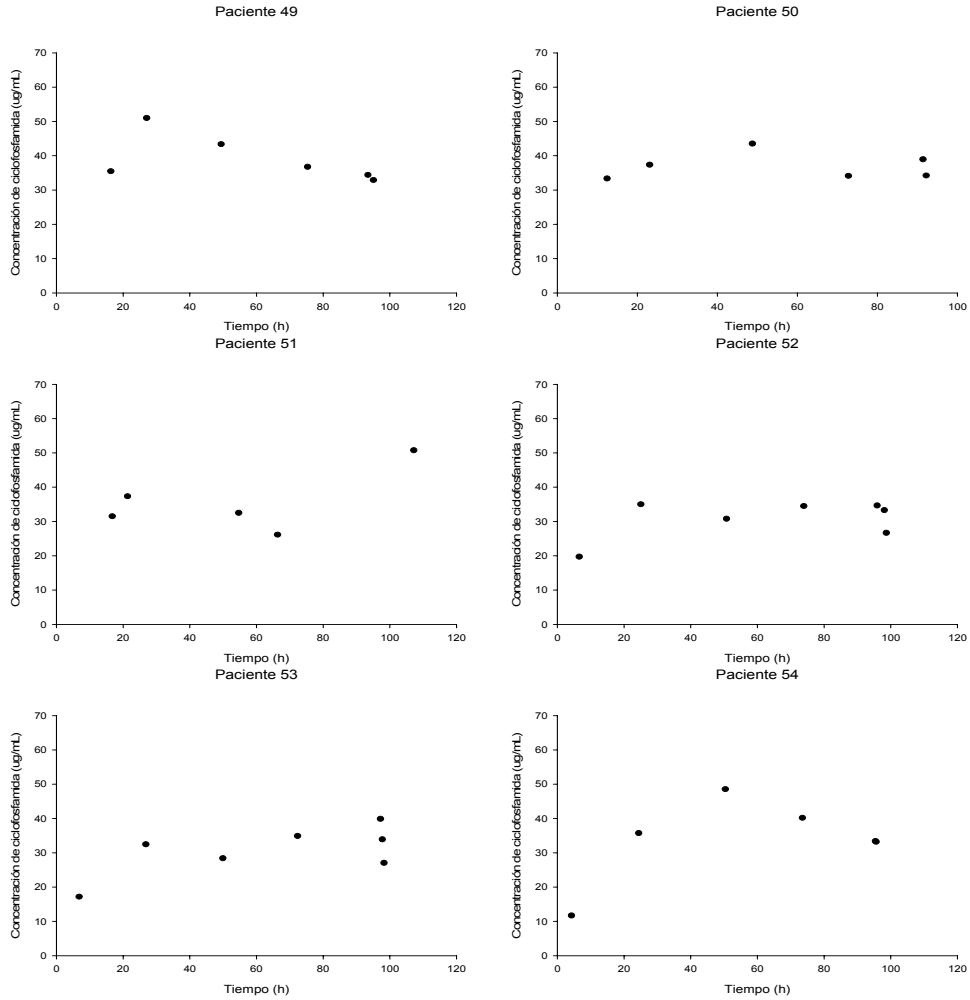 Paciente 49
Concentración de ciclofosfamida (ug/mL)
70
60
50
40
30
20
10
0
0 20 40 60 80 100 120
Tiempo (h)
Paciente 50
Concentración de ciclofosfamida (ug/mL)
70
60
50
40
30
20
10
0
0 20 40 60 80 100
Tiempo (h)
Paciente 51
Concentración de ciclofosfamida (ug/mL)
70
60
50
40
30
20
10
0
0 20 40 60 80 100 120
Tiempo (h)
Paciente 52
Concentración de ciclofosfamida (ug/mL)
70
60
50
40
30
20
10
0
0 20 40 60 80 100 120
Tiempo (h)
Paciente 53
Concentración de ciclofosfamida (ug/mL)
70
60
50
40
30
20
10
0
0 20 40 60 80 100 120
Tiempo (h)
Paciente 54
Concentración de ciclofosfamida (ug/mL)
70
60
50
40
30
20
10
0
0 20 40 60 80 100 120
Tiempo (h)